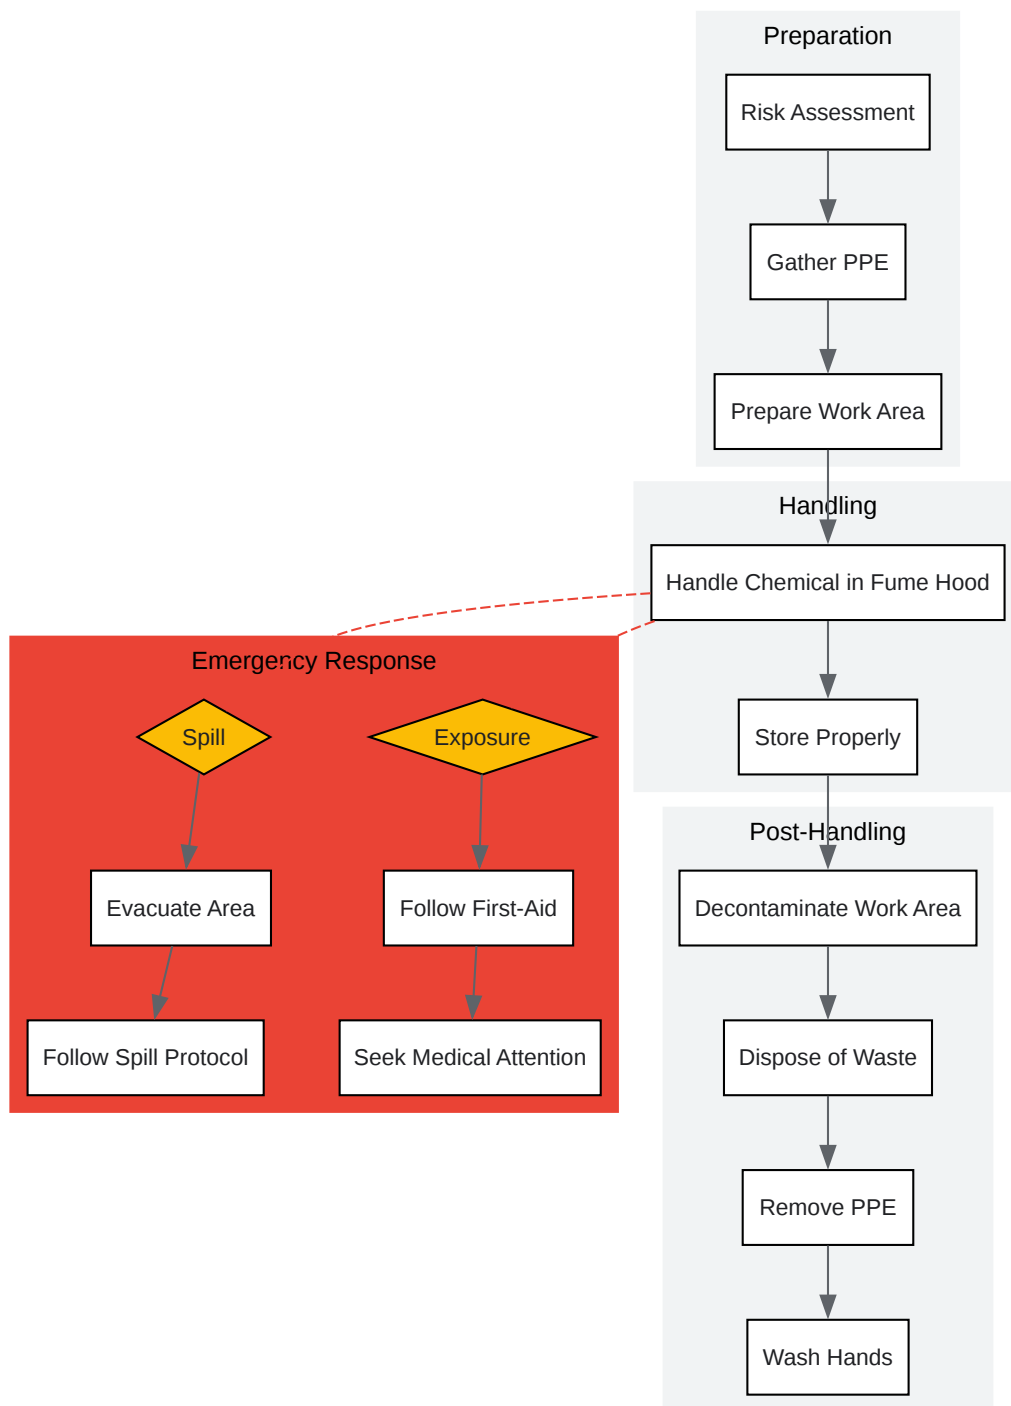 Preparation
Risk Assessment
Gather PPE
Prepare Work Area
Handling
Handle Chemical in Fume Hood
Store Properly
Emergency Response
Spill
Exposure
Evacuate Area
Follow First-Aid
Follow Spill Protocol
Seek Medical Attention
Post-Handling
Decontaminate Work Area
Dispose of Waste
Remove PPE
Wash Hands